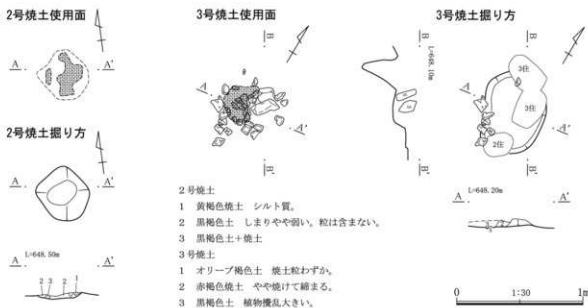 2号焼土使用面
A A'
2号焼土掘り方
A A'
A A'
L=648.50m
2 3 2 1
3号焼土使用面
B
A A'
B'
B
L=648.10m
B'
3号焼土掘り方
B
3住
A
3住
2住
A'
B'
A A'
L=648.20m
2号焼土
1 黄褐色焼土 シルト質。
2 黒褐色土 しまりやや弱い。粒は含まない。
3 黒褐色土+焼土
3号焼土
1 オリーブ褐色土 焼土粒わずか。
2 赤褐色焼土 やや焼けて締まる。
3 黒褐色土 植物攪乱大きい。
0 1:30 1m